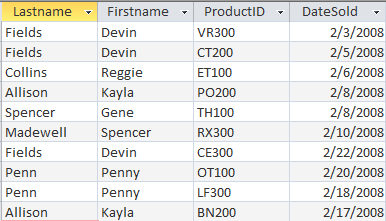 Lastname Firstname ProductID DateSold
Fields Devin VR300 2/3/2008
Fields Devin CT200 2/5/2008
Collins Reggie ET100 2/6/2008
Allison Kayla PO200 2/8/2008
Spencer Gene TH100 2/8/2008
Madewell Spencer RX300 2/10/2008
Fields Devin CE300 2/22/2008
Penn Penny OT100 2/20/2008
Penn Penny LF300 2/18/2008
Allison Kayla BN200 2/17/2008